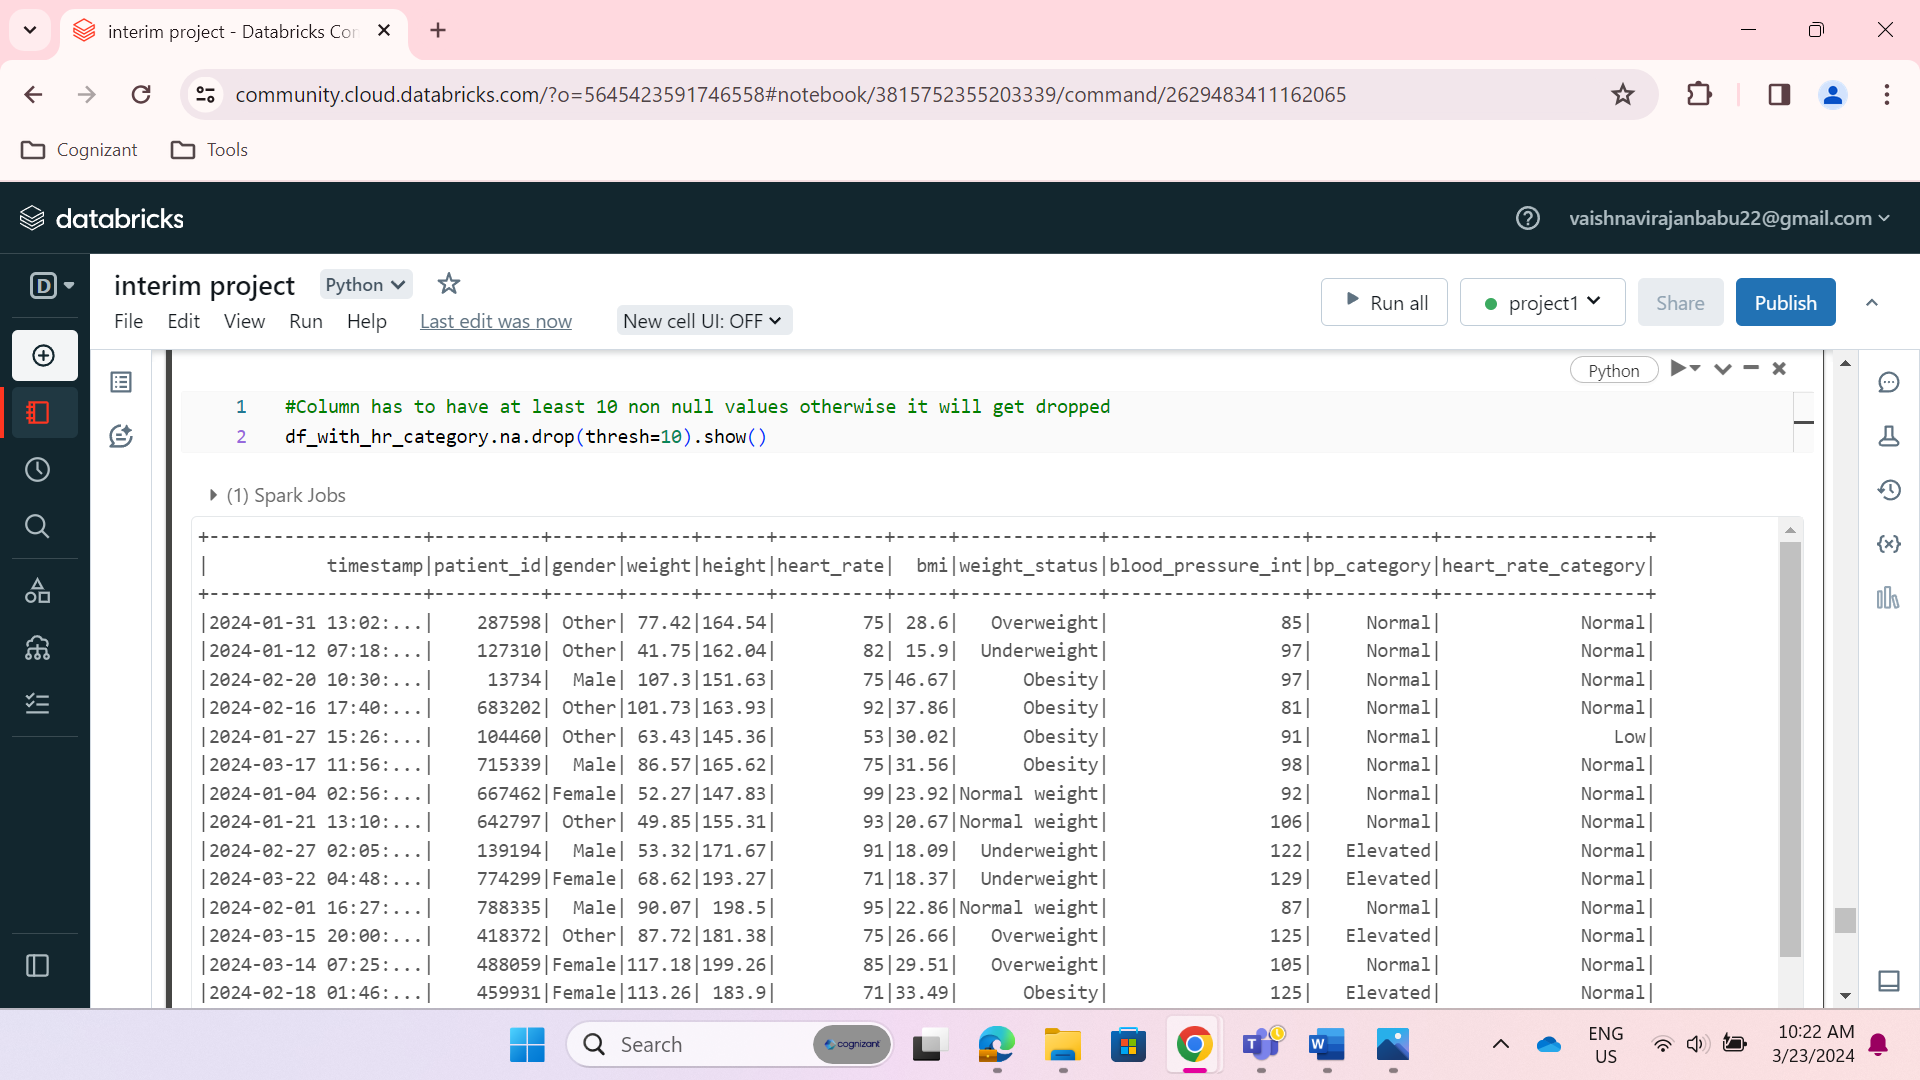 interim project - Databricks Co
community.cloud.databricks.com/?o=5645423591746558#notebook/3815752355203339/command/2629483411162065
Cognizant
Tools
databricks
vaishnavirajanbabu22@gmail.com
D
interim project
Python
File Edit View Run Help Last edit was now New cell UI: OFF
Run all
project1
Share
Publish
Python
1 #Column has to have at least 10 non null values otherwise it will get dropped
2 df_with_hr_category.na.drop(thresh=10).show()
(1) Spark Jobs
+--------------------+----------+------+------+------+----------+-----+-------------+------------------+-----------+-------------------+
|           timestamp|patient_id|gender|weight|height|heart_rate|  bmi|weight_status|blood_pressure_int|bp_category|heart_rate_category|
+--------------------+----------+------+------+------+----------+-----+-------------+------------------+-----------+-------------------+
|2024-01-31 13:02:...|    287598| Other| 77.42|164.54|        75| 28.6|   Overweight|                85|     Normal|             Normal|
|2024-01-12 07:18:...|    127310| Other| 41.75|162.04|        82| 15.9|  Underweight|                97|     Normal|             Normal|
|2024-02-20 10:30:...|     13734|  Male| 107.3|151.63|        75|46.67|      Obesity|                97|     Normal|             Normal|
|2024-02-16 17:40:...|    683202| Other|101.73|163.93|        92|37.86|      Obesity|                81|     Normal|             Normal|
|2024-01-27 15:26:...|    104460| Other| 63.43|145.36|        53|30.02|      Obesity|                91|     Normal|                Low|
|2024-03-17 11:56:...|    715339|  Male| 86.57|165.62|        75|31.56|      Obesity|                98|     Normal|             Normal|
|2024-01-04 02:56:...|    667462|Female| 52.27|147.83|        99|23.92|Normal weight|                92|     Normal|             Normal|
|2024-01-21 13:10:...|    642797| Other| 49.85|155.31|        93|20.67|Normal weight|               106|     Normal|             Normal|
|2024-02-27 02:05:...|    139194|  Male| 53.32|171.67|        91|18.09|  Underweight|               122|   Elevated|             Normal|
|2024-03-22 04:48:...|    774299|Female| 68.62|193.27|        71|18.37|  Underweight|               129|   Elevated|             Normal|
|2024-02-01 16:27:...|    788335|  Male| 90.07| 198.5|        95|22.86|Normal weight|                87|     Normal|             Normal|
|2024-03-15 20:00:...|    418372| Other| 87.72|181.38|        75|26.66|   Overweight|               125|   Elevated|             Normal|
|2024-03-14 07:25:...|    488059|Female|117.18|199.26|        85|29.51|   Overweight|               105|     Normal|             Normal|
|2024-02-18 01:46:...|    459931|Female|113.26| 183.9|        71|33.49|      Obesity|               125|   Elevated|             Normal|
Search
cognizant
ENG
US
10:22 AM
3/23/2024